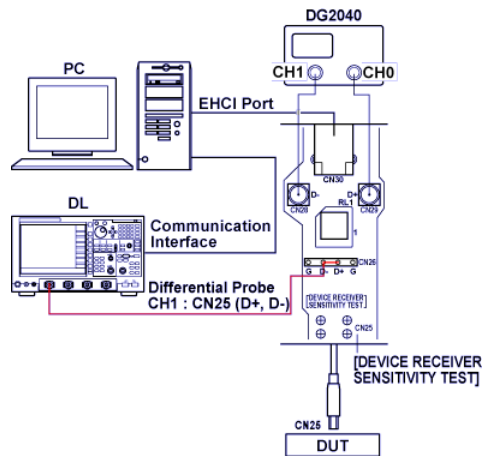 DG2040
CH1 CH0
PC
EHCI Port
CN30
D- D+
CN28 RL1 CN29
1
DL
Communication
Interface
CN26
G D- D+ G
Differential Probe
CH1 : CN25 (D+, D-)
[DEVICE RECEIVER
SENSITIVITY TEST]
CN25
[DEVICE RECEIVER
SENSITIVITY TEST]
CN25
DUT